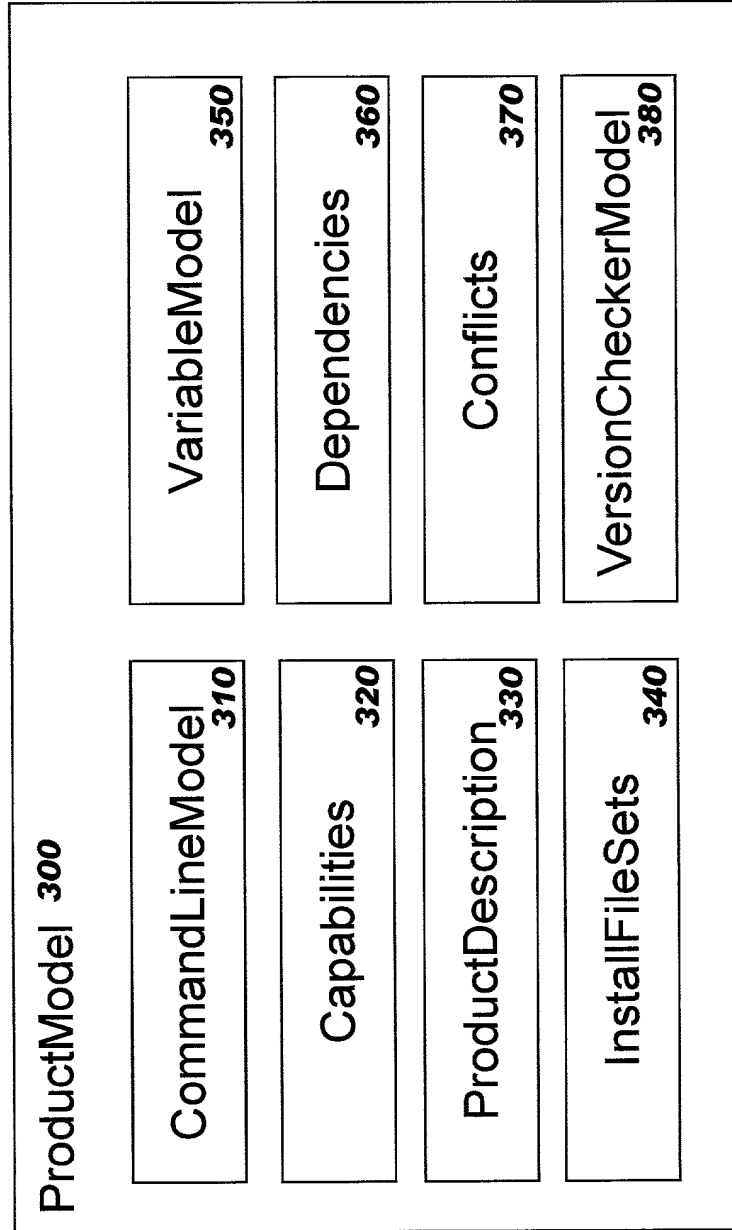 ProductModel 300
CommandLineModel 310
Capabilities 320
ProductDescription 330
InstallFileSets 340
VariableModel 350
Dependencies 360
Conflicts 370
VersionCheckerModel 380